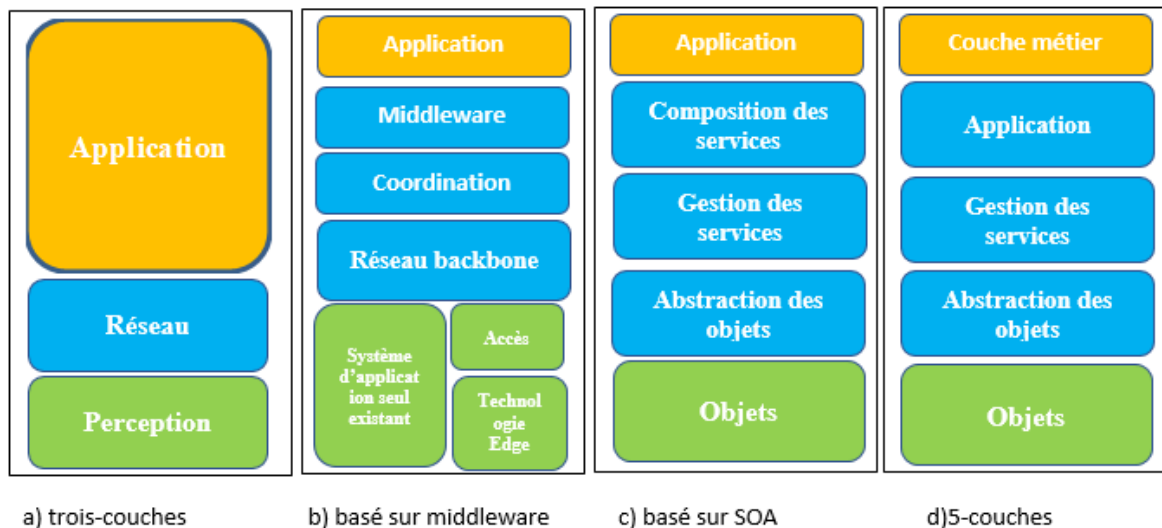 Application
Réseau
Perception
Application
Middleware
Coordination
Réseau backbone
Système
d'applicat
ion seul
existant
Accès
Technol
ogie
Edge
Application
Composition des
services
Gestion des
services
Abstraction des
objets
Objets
Couche métier
Application
Gestion des
services
Abstraction des
objets
Objets
a) trois-couches
b) basé sur middleware
c) basé sur SOA
d)5-couches